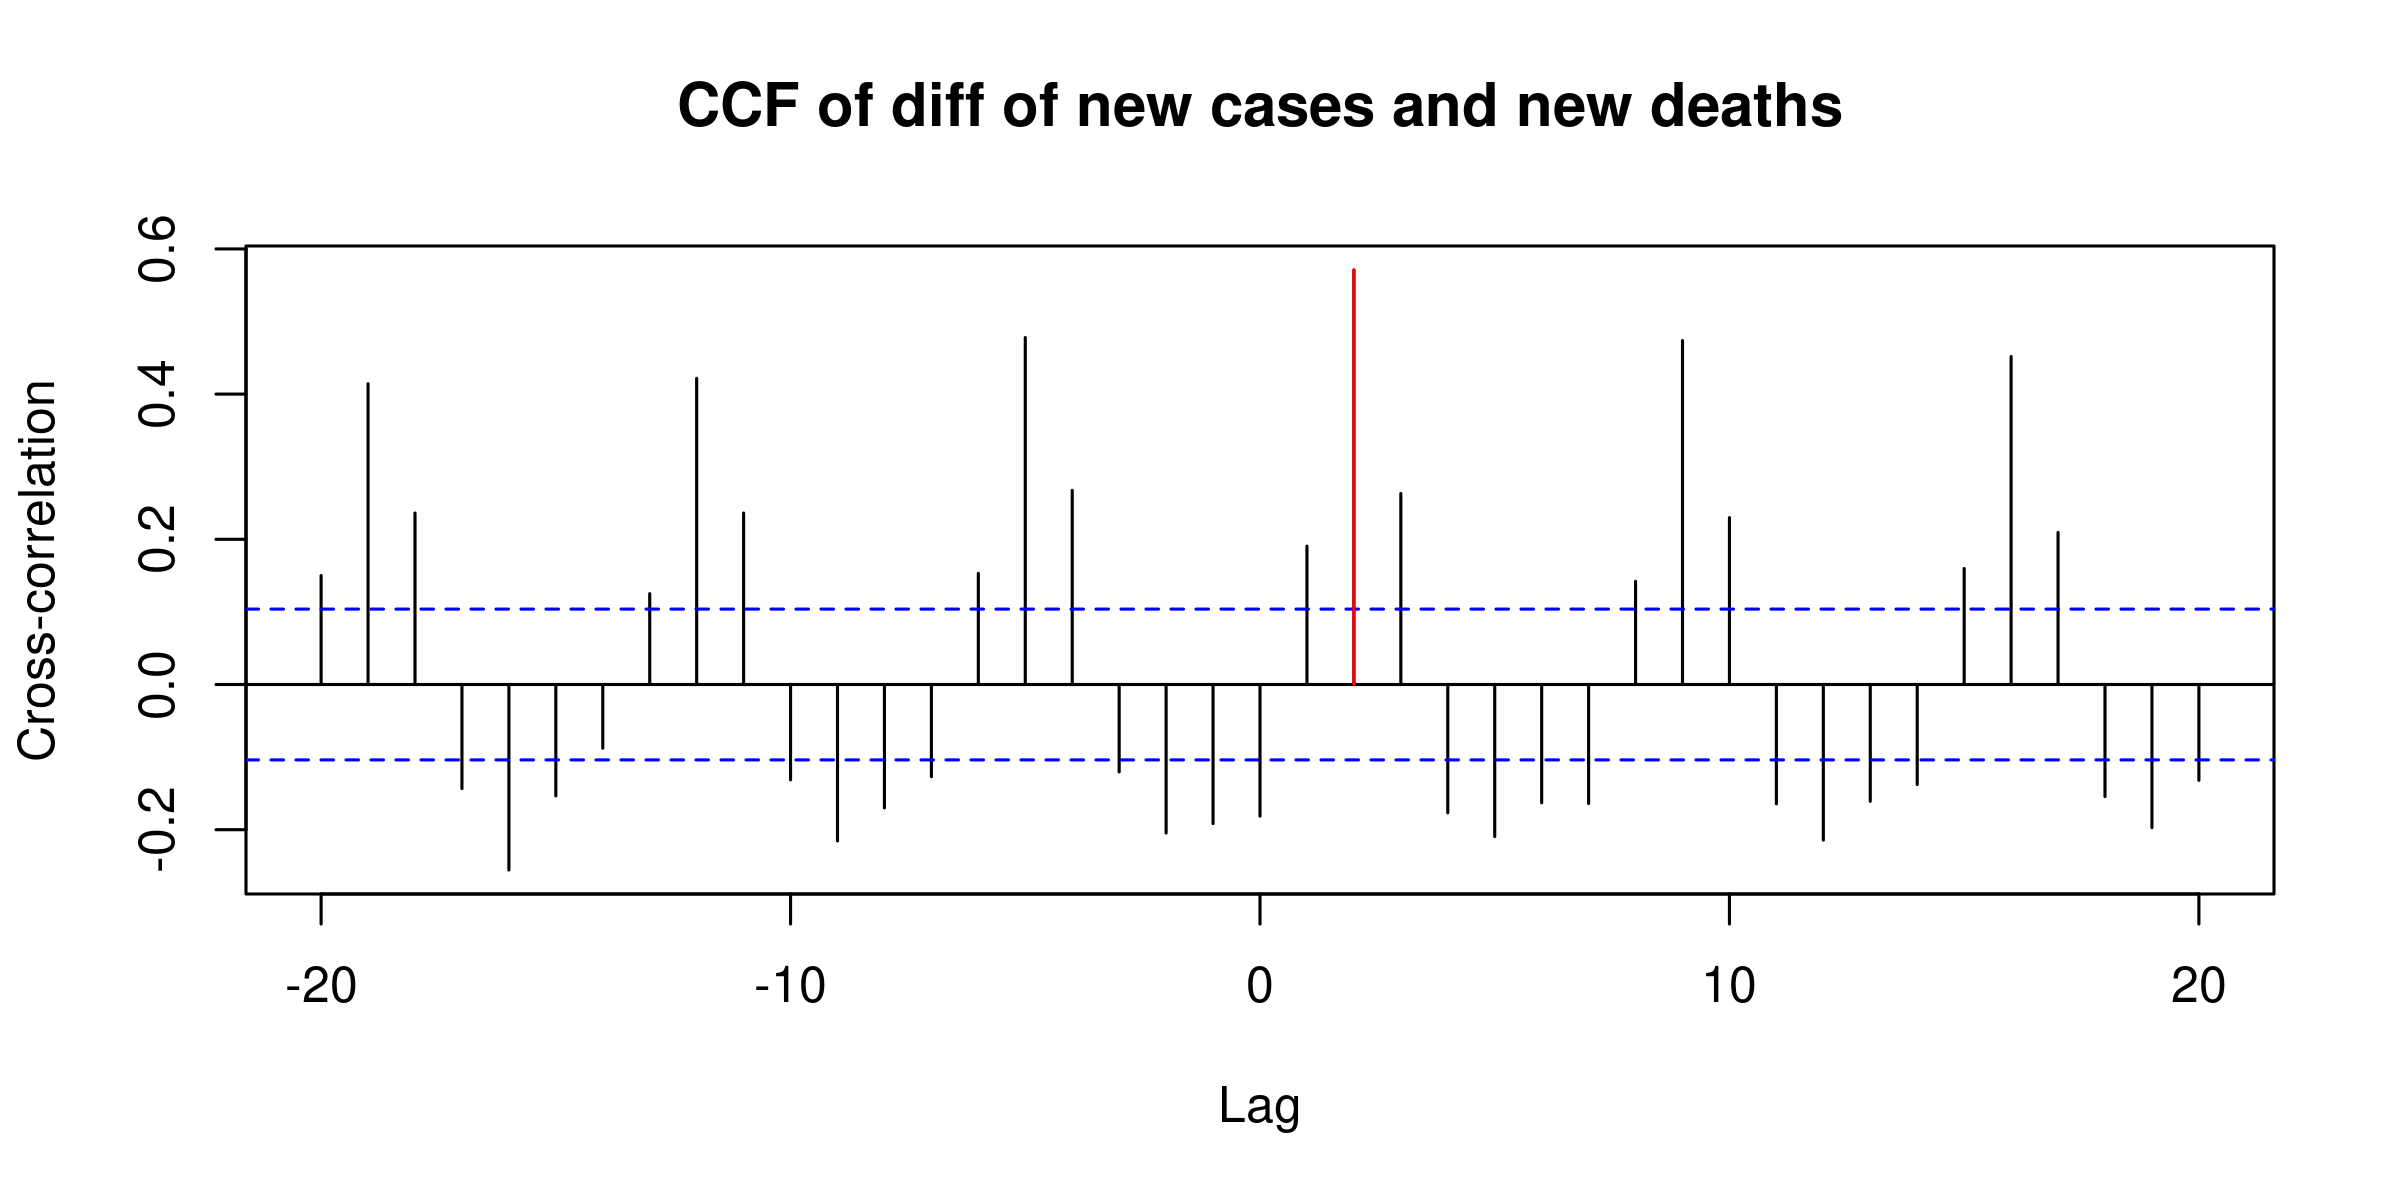 CCF of diff of new cases and new deaths
Cross-correlation
0.6
0.4
0.2
0.0
-0.2
-20 -10 0 10 20
Lag